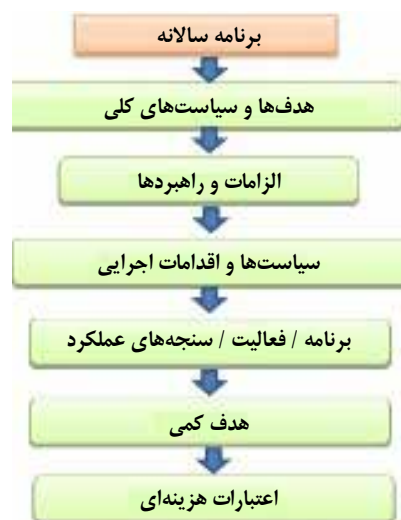 برنامه سالانه
هدف‌ها و سیاست‌های کلی
الزامات و راهبردها
سیاست‌ها و اقدامات اجرایی
برنامه / فعالیت / سنجه‌های عملکرد
هدف کمی
اعتبارات هزینه‌ای